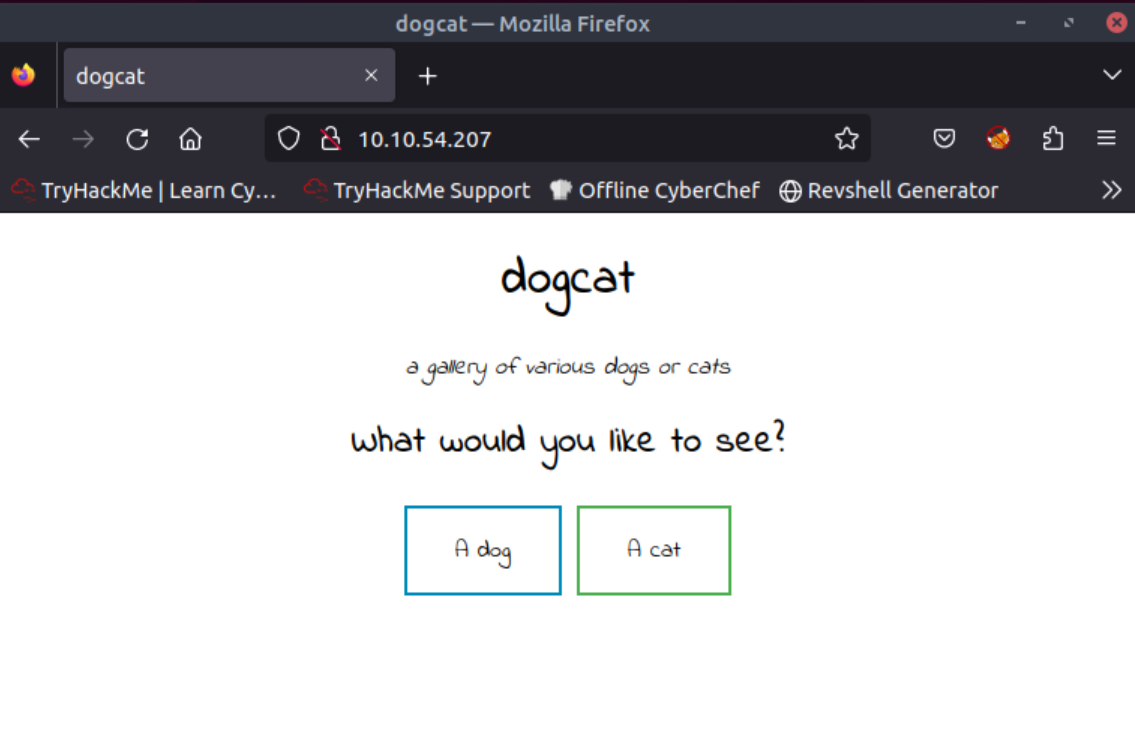 dogcat — Mozilla Firefox
dogcat
10.10.54.207
TryHackMe | Learn Cy… TryHackMe Support Offline CyberChef Revshell Generator
dogcat
a gallery of various dogs or cats
What would you like to see?
A dog A cat